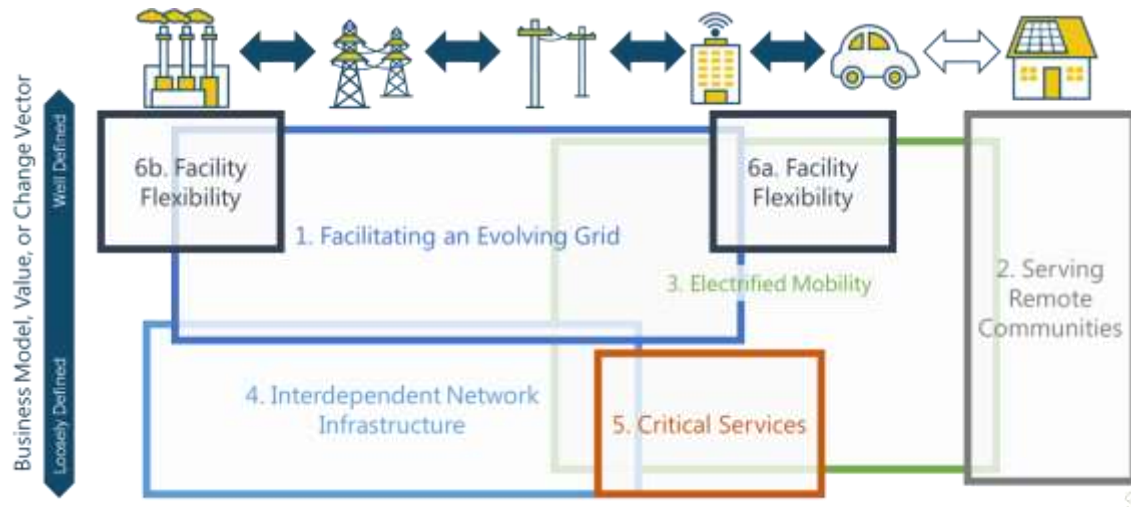 Business Model, Value, or Change Vector
Well Defined
Loosely Defined
6b. Facility
Flexibility
6a. Facility
Flexibility
1. Facilitating an Evolving Grid
3. Electrified Mobility
2. Serving
Remote
Communities
4. Interdependent Network
Infrastructure
5. Critical Services